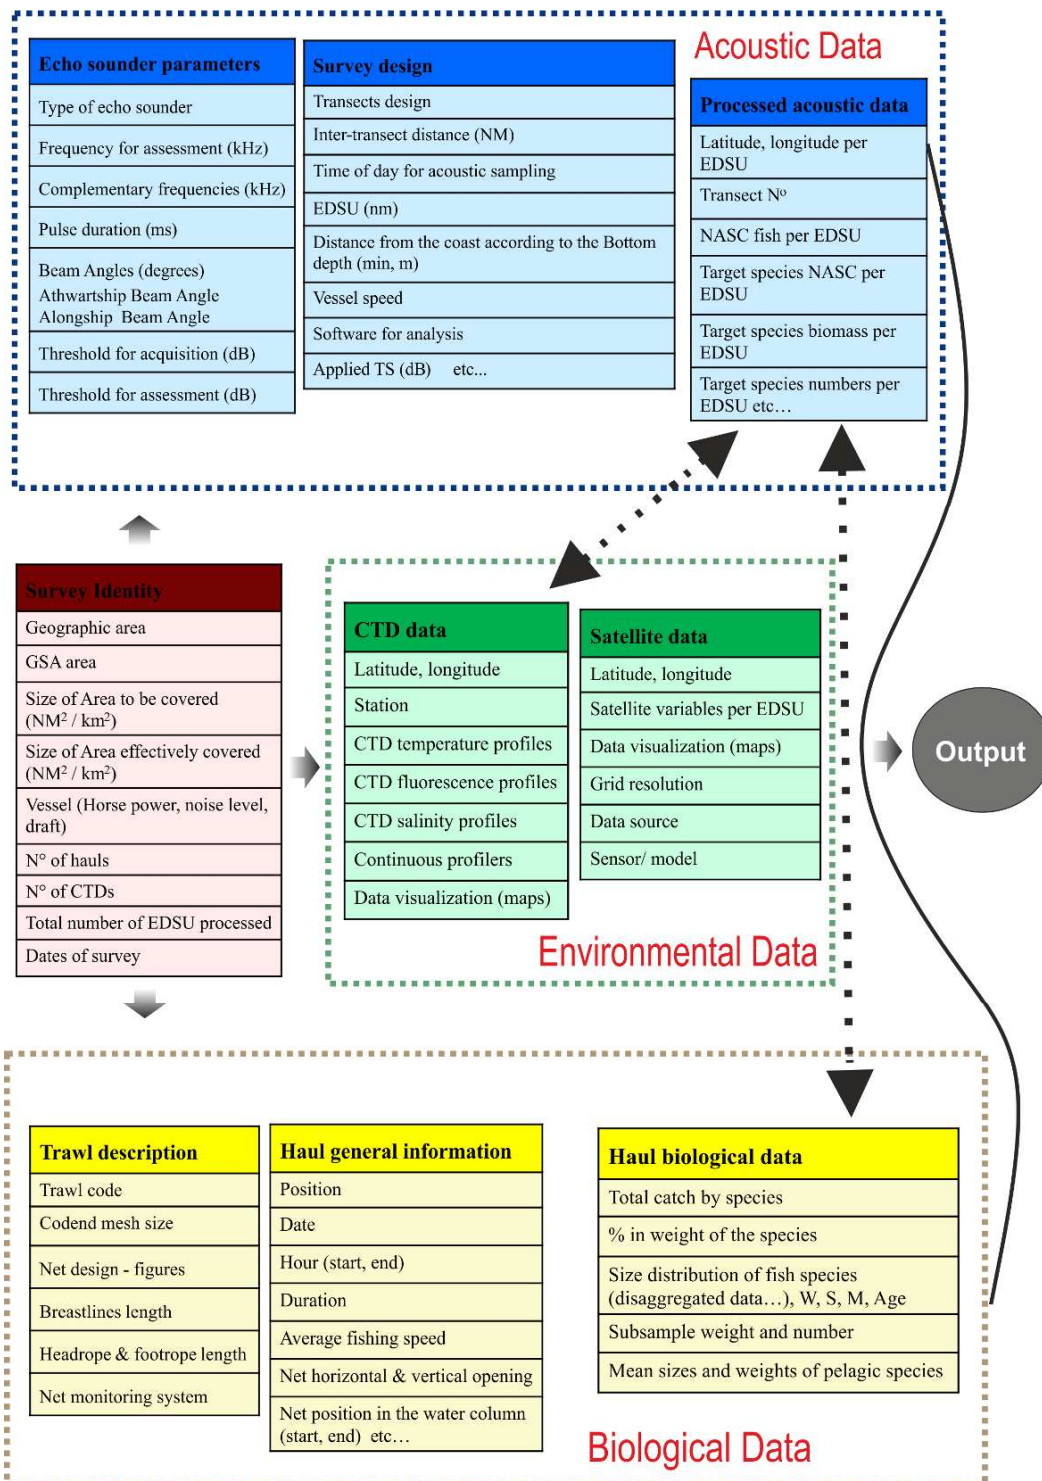 Acoustic Data
Echo sounder parameters
Type of echo sounder
Frequency for assessment (kHz)
Complementary frequencies (kHz)
Pulse duration (ms)
Beam Angles (degrees)
Athwartship Beam Angle
Alongship Beam Angle
Threshold for acquisition (dB)
Threshold for assessment (dB)
Survey design
Transects design
Inter-transect distance (NM)
Time of day for acoustic sampling
EDSU (nm)
Distance from the coast according to the Bottom
depth (min, m)
Vessel speed
Software for analysis
Applied TS (dB) etc...
Processed acoustic data
Latitude, longitude per
EDSU
Transect Nº
NASC fish per EDSU
Target species NASC per
EDSU
Target species biomass per
EDSU
Target species numbers per
EDSU etc…
Survey Identity
Geographic area
GSA area
Size of Area to be covered
(NM² / km²)
Size of Area effectively covered
(NM² / km²)
Vessel (Horse power, noise level,
draft)
N° of hauls
N° of CTDs
Total number of EDSU processed
Dates of survey
CTD data
Latitude, longitude
Station
CTD temperature profiles
CTD fluorescence profiles
CTD salinity profiles
Continuous profilers
Data visualization (maps)
Satellite data
Latitude, longitude
Satellite variables per EDSU
Data visualization (maps)
Grid resolution
Data source
Sensor/ model
Environmental Data
Output
Trawl description
Trawl code
Codend mesh size
Net design - figures
Breastlines length
Headrope & footrope length
Net monitoring system
Haul general information
Position
Date
Hour (start, end)
Duration
Average fishing speed
Net horizontal & vertical opening
Net position in the water column
(start, end) etc…
Haul biological data
Total catch by species
% in weight of the species
Size distribution of fish species
(disaggregated data…), W, S, M, Age
Subsample weight and number
Mean sizes and weights of pelagic species
Biological Data